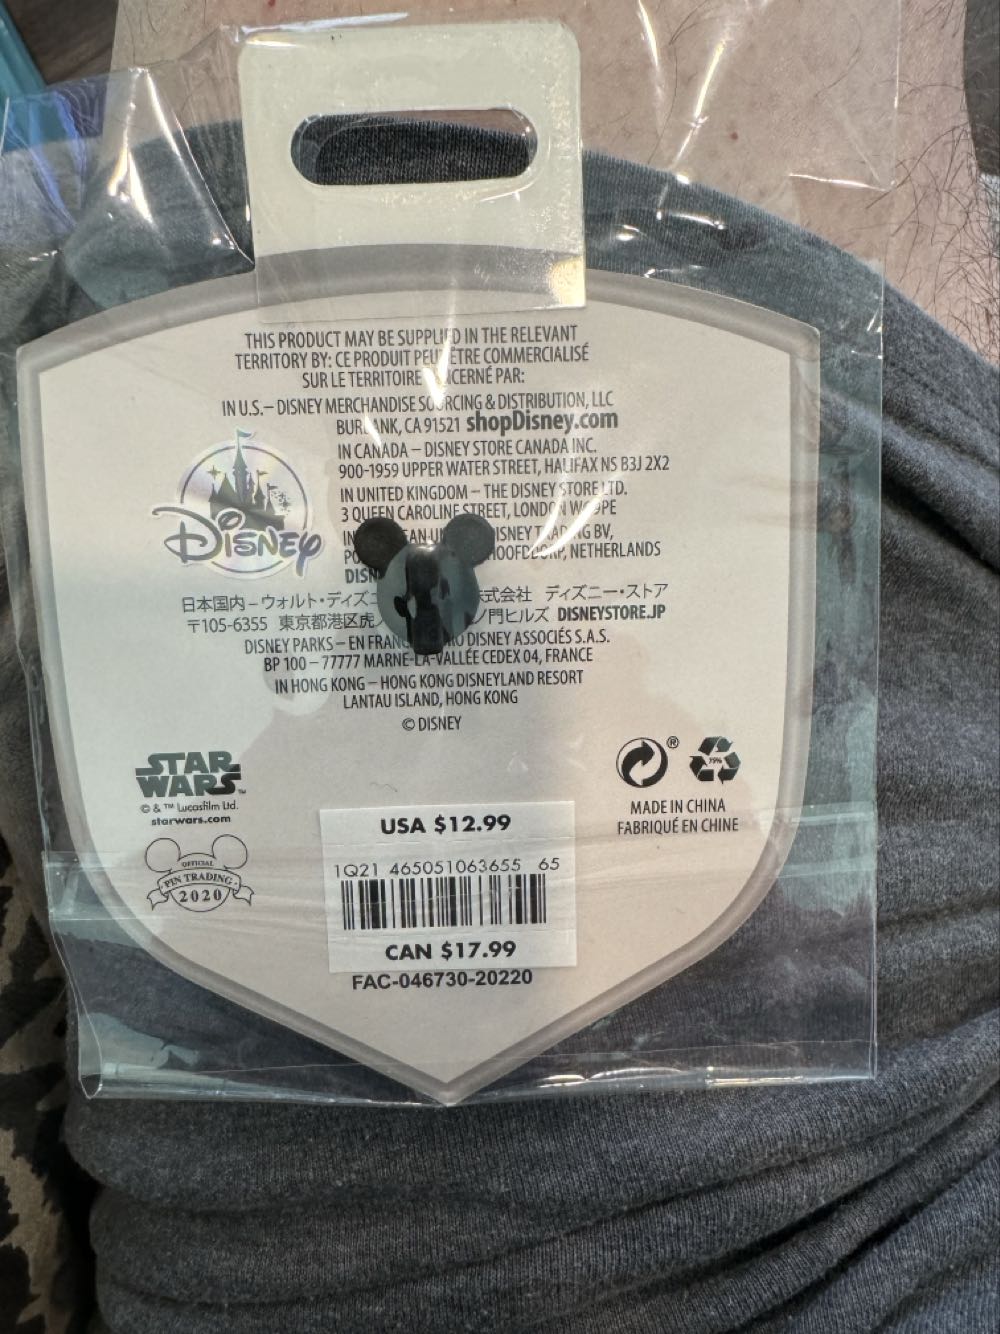 THIS PRODUCT MAY BE SUPPLIED IN THE RELEVANT
TERRITORY BY: CE PRODUIT PEUT ÊTRE COMMERCIALISÉ
SUR LE TERRITOIRE CONCERNÉ PAR:
IN U.S.– DISNEY MERCHANDISE SOURCING & DISTRIBUTION, LLC
BURBANK, CA 91521 shopDisney.com
IN CANADA – DISNEY STORE CANADA INC.
900-1959 UPPER WATER STREET, HALIFAX NS B3J 2X2
IN UNITED KINGDOM – THE DISNEY STORE LTD.
3 QUEEN CAROLINE STREET, LONDON W6 9PE
IN DISNEY TRADING BV,
HOOFDDORP, NETHERLANDS
Disney
日本国内–ウォルト・ディズニ 式会社 ディズニー・ストア
〒105-6355 東京都港区虎ノ門ヒルズ DISNEYSTORE.JP
DISNEY PARKS – EN FRANCE DISNEY ASSOCIÉS S.A.S.
BP 100 – 77777 MARNE-LA-VALLÉE CEDEX 04, FRANCE
IN HONG KONG – HONG KONG DISNEYLAND RESORT
LANTAU ISLAND, HONG KONG
© DISNEY
STAR
WARS™
© & ™ Lucasfilm Ltd.
starwars.com
OFFICIAL
PIN TRADING
2020
®
MADE IN CHINA
FABRIQUÉ EN CHINE
USA $12.99
1Q21 465051063655 65
CAN $17.99
FAC-046730-20220